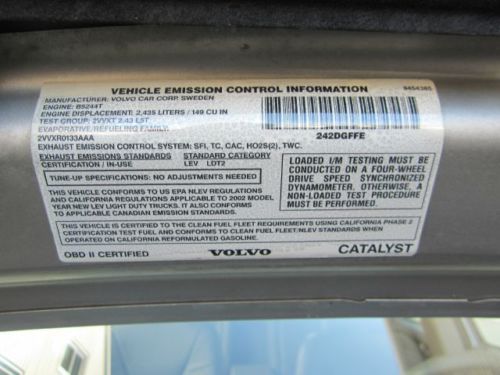 VEHICLE EMISSION CONTROL INFORMATION
9454385
MANUFACTURER: VOLVO CAR CORP. SWEDEN
ENGINE: B5244T
ENGINE DISPLACEMENT: 2,435 LITERS / 149 CU IN
TEST GROUP: 2VVXT 2.43 LST
EVAPORATIVE/REFUELING FAMILY
2VVXR0133AAA
242DGFFE
EXHAUST EMISSION CONTROL SYSTEM: SFI, TC, CAC, HO2S(2), TWC.
EXHAUST EMISSIONS STANDARDS STANDARD CATEGORY
CERTIFICATION / IN-USE LEV LDT2
TUNE-UP SPECIFICATIONS: NO ADJUSTMENTS NEEDED
LOADED I/M TESTING MUST BE
CONDUCTED ON A FOUR-WHEEL
DRIVE SPEED SYNCHRONIZED
DYNAMOMETER. OTHERWISE, A
NON-LOADED TEST PROCEDURE
MUST BE PERFORMED.
THIS VEHICLE CONFORMS TO US EPA NLEV REGULATIONS
AND CALIFORNIA REGULATIONS APPLICABLE TO 2002 MODEL
YEAR NEW LEV LIGHT DUTY TRUCKS. IT ALSO CONFORMS
TO APPLICABLE CANADIAN EMISSION STANDARDS.
THIS VEHICLE IS CERTIFIED TO THE CLEAN FUEL FLEET REQUIREMENTS USING CALIFORNIA PHASE 2
CERTIFICATION TEST FUEL AND CONFORMS TO CLEAN FUEL FLEET/NLEV STANDARDS WHEN
OPERATED ON CALIFORNIA REFORMULATED GASOLINE.
OBD II CERTIFIED VOLVO CATALYST